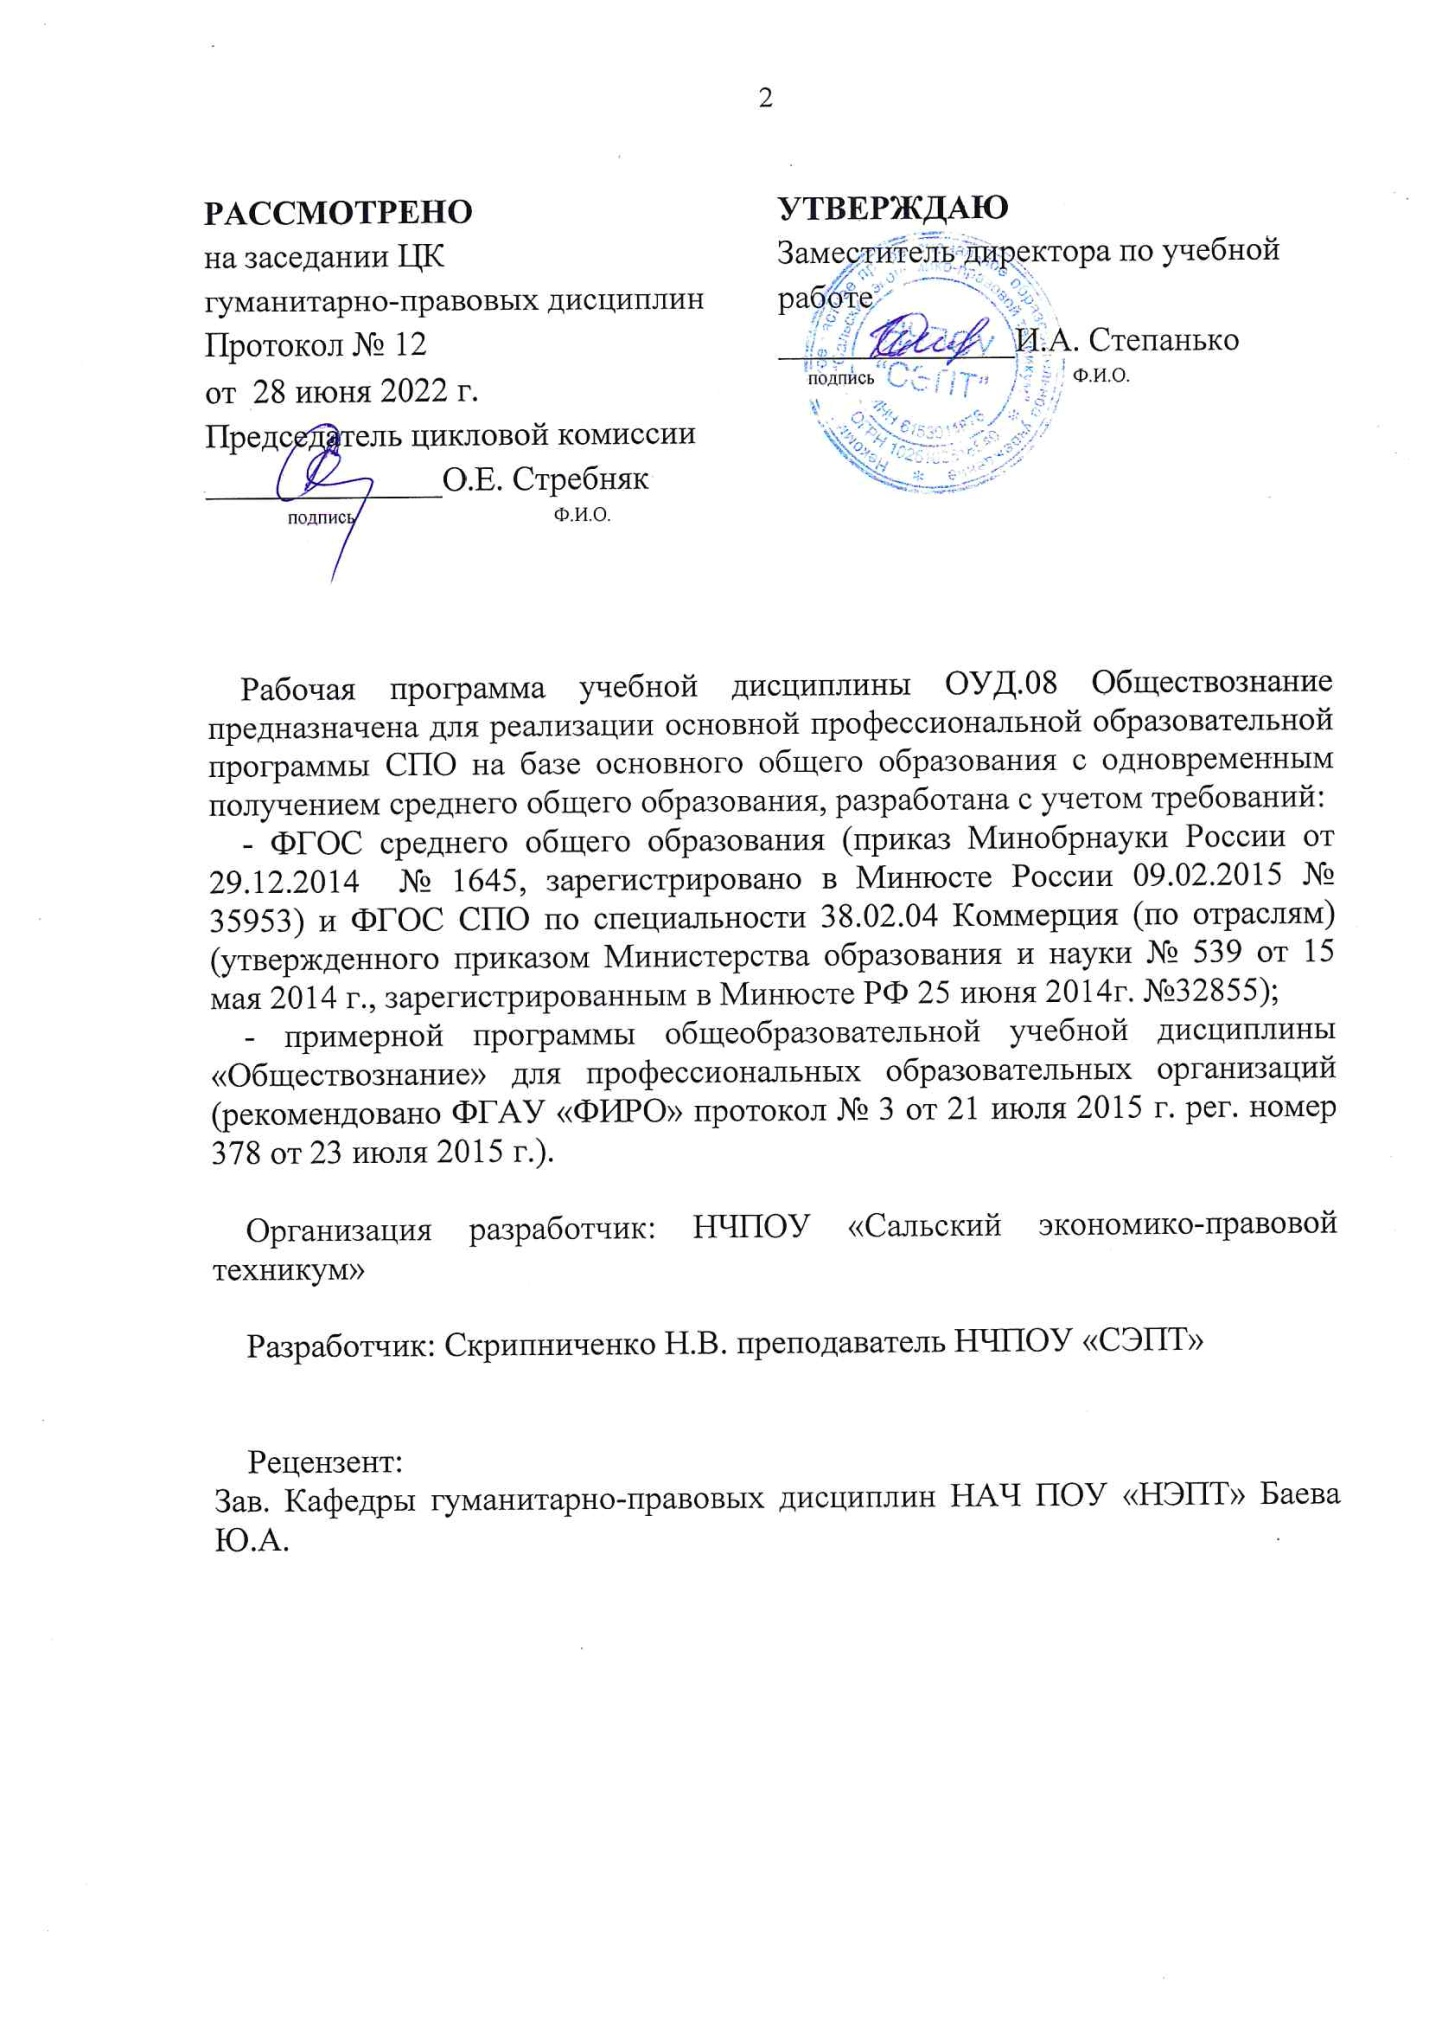 2
РАССМОТРЕНО
на заседании ЦК
гуманитарно-правовых дисциплин
Протокол № 12
от 28 июня 2022 г.
Председатель цикловой комиссии
О.Е. Стребняк
подпись Ф.И.О.
УТВЕРЖДАЮ
Заместитель директора по учебной
работе
И.А. Степанько
подпись Ф.И.О.
"СЭПТ"
Рабочая программа учебной дисциплины ОУД.08 Обществознание
предназначена для реализации основной профессиональной образовательной
программы СПО на базе основного общего образования с одновременным
получением среднего общего образования, разработана с учетом требований:
- ФГОС среднего общего образования (приказ Минобрнауки России от
29.12.2014 № 1645, зарегистрировано в Минюсте России 09.02.2015 №
35953) и ФГОС СПО по специальности 38.02.04 Коммерция (по отраслям)
(утвержденного приказом Министерства образования и науки № 539 от 15
мая 2014 г., зарегистрированным в Минюсте РФ 25 июня 2014г. №32855);
- примерной программы общеобразовательной учебной дисциплины
«Обществознание» для профессиональных образовательных организаций
(рекомендовано ФГАУ «ФИРО» протокол № 3 от 21 июля 2015 г. рег. номер
378 от 23 июля 2015 г.).
Организация разработчик: НЧПОУ «Сальский экономико-правовой
техникум»
Разработчик: Скрипниченко Н.В. преподаватель НЧПОУ «СЭПТ»
Рецензент:
Зав. Кафедры гуманитарно-правовых дисциплин НАЧ ПОУ «НЭПТ» Баева
Ю.А.